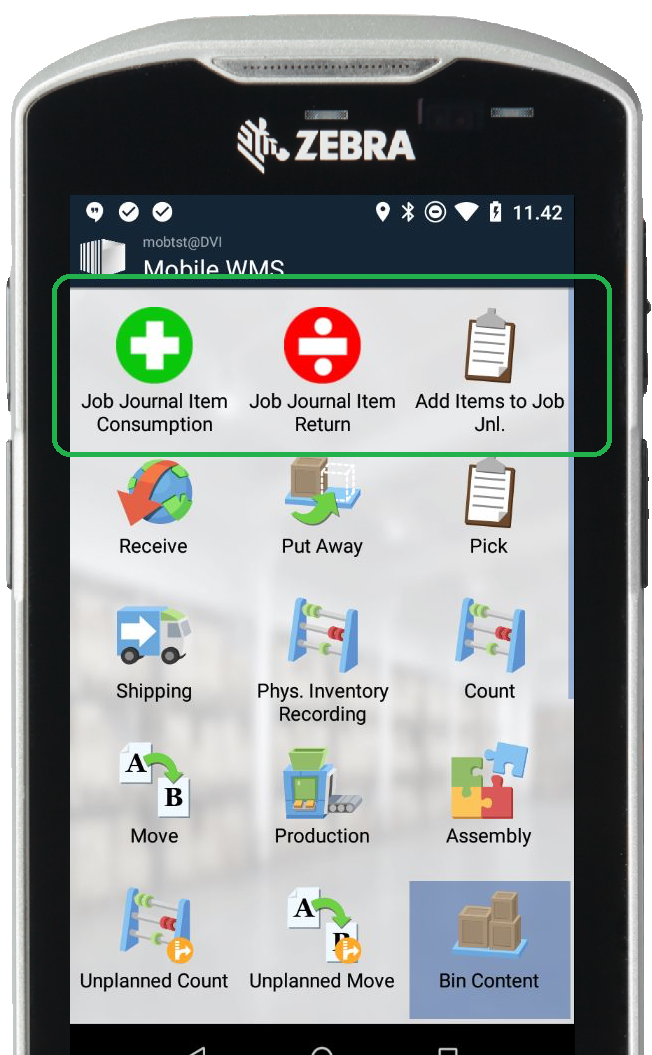 ZEBRA
11.42
mobtst@DVI
Mobile WMS
Job Journal Item
Consumption
Job Journal Item
Return
Add Items to Job
Jnl.
Receive
Put Away
Pick
Shipping
Phys. Inventory
Recording
Count
A
B
Move
Production
Assembly
Unplanned Count
A
B
Unplanned Move
Bin Content